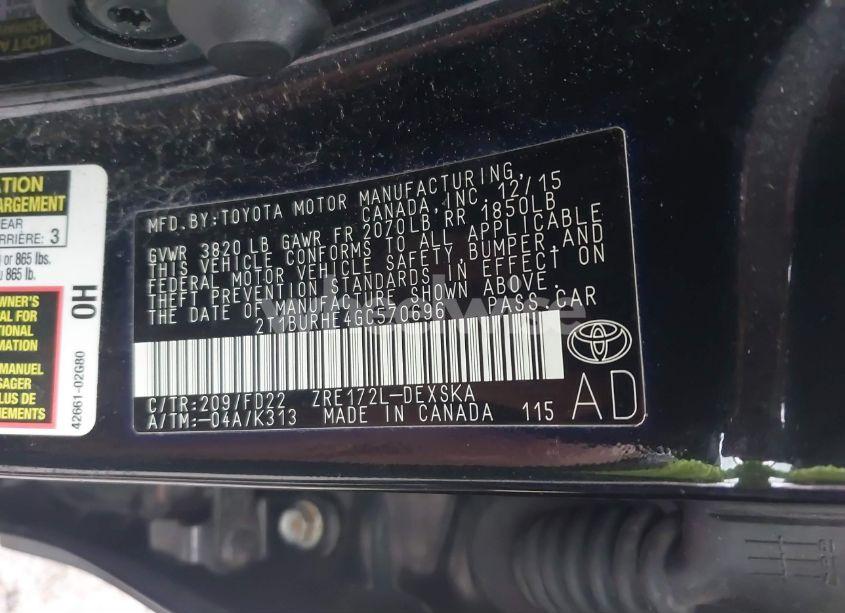 ATION
ARGEMENT
EAR
ARRIÈRE: 3
) or 865 lbs.
u 865 lb.
OWNER'S
AL FOR
TIONAL
RMATION
MANUEL
SAGER
LUS DE
TIONS
OH
42661-02G80
MFD.BY:TOYOTA MOTOR MANUFACTURING,
CANADA, INC. 12/15
GVWR 3820 LB GAWR FR 2070LB RR 1850LB
THIS VEHICLE CONFORMS TO ALL APPLICABLE
FEDERAL MOTOR VEHICLE SAFETY, BUMPER, AND
THEFT PREVENTION STANDARDS IN EFFECT ON
THE DATE OF MANUFACTURE SHOWN ABOVE.
2T1BURHE4GC570696 PASS.CAR
C/TR:209/FD22 ZRE172L-DEXSKA
A/TM:-04A/K313 MADE IN CANADA 115
AD